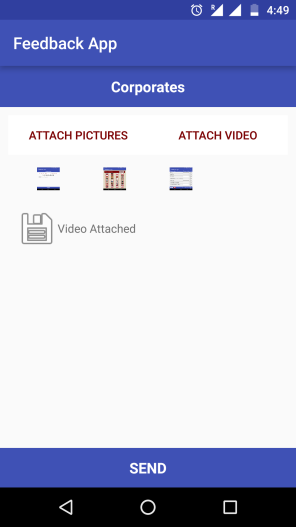 R 4:49
Feedback App
Corporates
ATTACH PICTURES ATTACH VIDEO
Video Attached
SEND